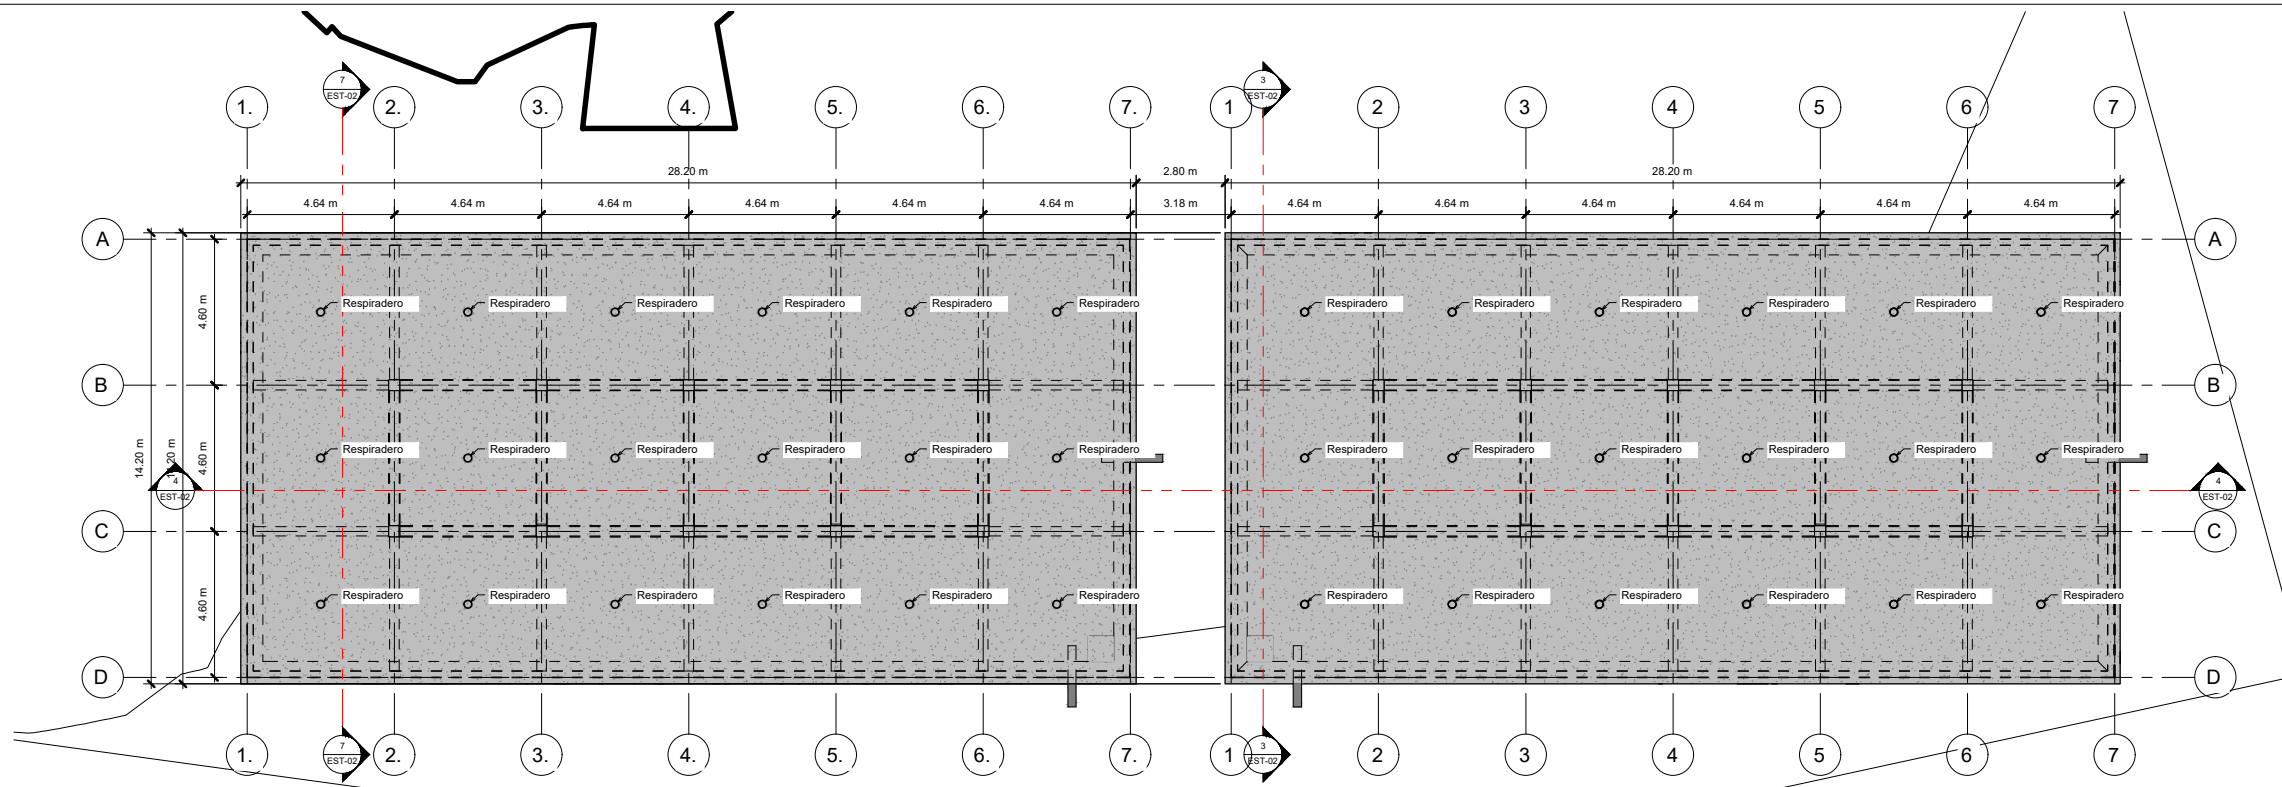 7
EST-02
3
EST-02
1. 2. 3. 4. 5. 6. 7. 1 2 3 4 5 6 7
28.20 m 2.80 m 28.20 m
4.64 m 4.64 m 4.64 m 4.64 m 4.64 m 4.64 m 3.18 m 4.64 m 4.64 m 4.64 m 4.64 m 4.64 m 4.64 m
A A
4.60 m
Respiradero Respiradero Respiradero Respiradero Respiradero Respiradero Respiradero Respiradero Respiradero Respiradero Respiradero Respiradero
B B
14.20 m
4.60 m
Respiradero Respiradero Respiradero Respiradero Respiradero Respiradero Respiradero Respiradero Respiradero Respiradero Respiradero Respiradero
4
EST-02
4
EST-02
C C
4.60 m
Respiradero Respiradero Respiradero Respiradero Respiradero Respiradero Respiradero Respiradero Respiradero Respiradero Respiradero Respiradero
D D
1. 2. 3. 4. 5. 6. 7. 1 2 3 4 5 6 7
7
EST-02
3
EST-02